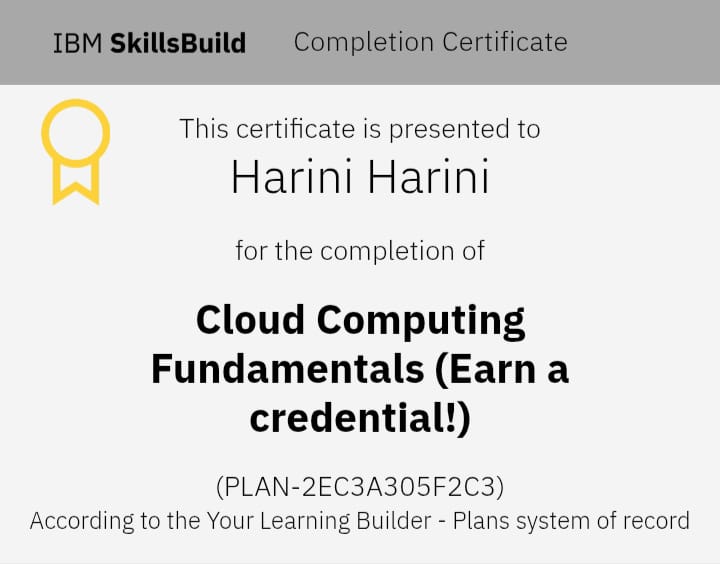 IBM SkillsBuild Completion Certificate
This certificate is presented to
Harini Harini
for the completion of
Cloud Computing
Fundamentals (Earn a
credential!)
(PLAN-2EC3A305F2C3)
According to the Your Learning Builder - Plans system of record